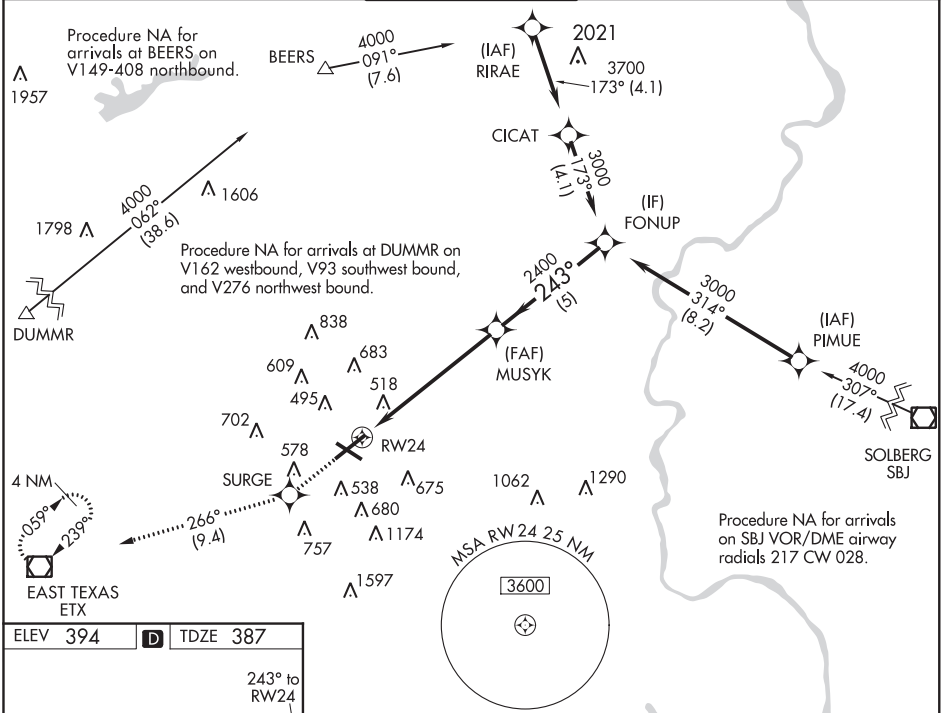 Procedure NA for
arrivals at BEERS on
V149-408 northbound.
1957
BEERS
4000
091°
(7.6)
(IAF)
RIRAE
2021
3700
173° (4.1)
CICAT
3000
173°
(4.1)
4000
062°
(38.6)
1606
1798
DUMMR
Procedure NA for arrivals at DUMMR on
V162 westbound, V93 southwest bound,
and V276 northwest bound.
(IF)
FONUP
2400
243°
(5)
(FAF)
MUSYK
3000
314°
(8.2)
(IAF)
PIMUE
4000
307°
(17.4)
SOLBERG
SBJ
838
683
609
495
518
702
578
RW24
SURGE
538
675
680
757
1174
1597
1062
1290
4 NM
059°
239°
266°
(9.4)
EAST TEXAS
ETX
MSA RW24 25 NM
3600
Procedure NA for arrivals
on SBJ VOR/DME airway
radials 217 CW 028.
ELEV 394 D TDZE 387
243° to
RW24